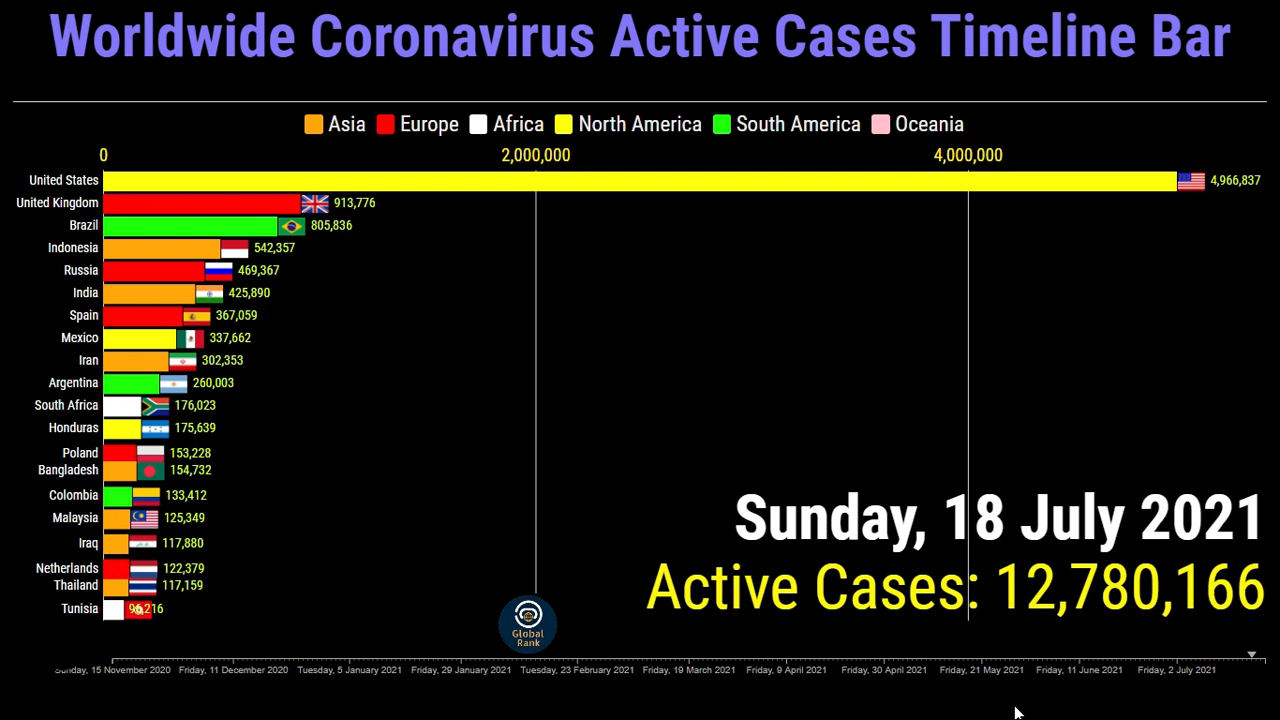 Worldwide Coronavirus Active Cases Timeline Bar
Asia Europe Africa North America South America Oceania
0 2,000,000 4,000,000
United States 4,966,837
United Kingdom 913,776
Brazil 805,836
Indonesia 542,357
Russia 469,367
India 425,890
Spain 367,059
Mexico 337,662
Iran 302,353
Argentina 260,003
South Africa 176,023
Honduras 175,639
Poland 153,228
Bangladesh 154,732
Colombia 133,412
Malaysia 125,349
Iraq 117,880
Netherlands 122,379
Thailand 117,159
Tunisia 96,216
Sunday, 18 July 2021
Active Cases: 12,780,166
Global
Rank
Sunday, 15 November 2020 Friday, 11 December 2020 Tuesday, 5 January 2021 Friday, 29 January 2021 Tuesday, 23 February 2021 Friday, 19 March 2021 Friday, 9 April 2021 Friday, 30 April 2021 Friday, 21 May 2021 Friday, 11 June 2021 Friday, 2 July 2021